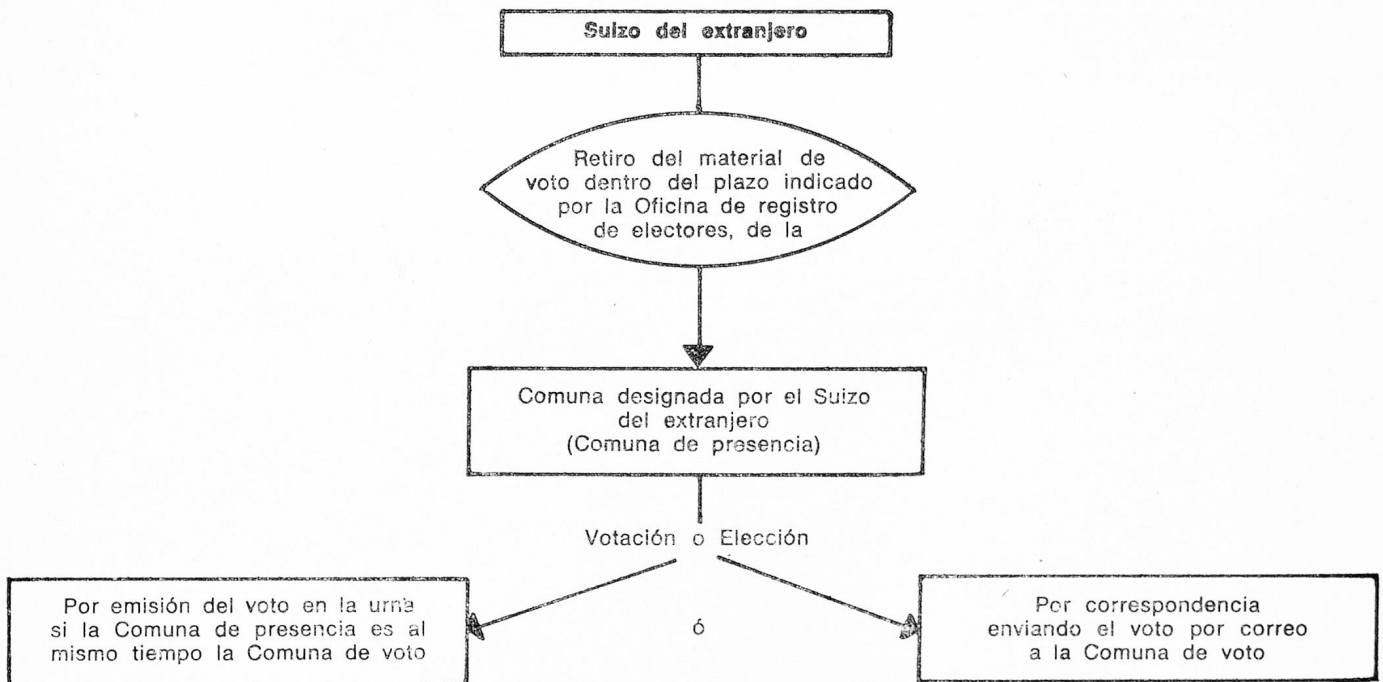 Suizo del extranjero
Retiro del material de
voto dentro del plazo indicado
por la Oficina de registro
de electores, de la
Comuna designada por el Suizo
del extranjero
(Comuna de presencia)
Votación o Elección
Por emisión del voto en la urna
si la Comuna de presencia es al
mismo tiempo la Comuna de voto
ó
Por correspondencia
enviando el voto por correo
a la Comuna de voto